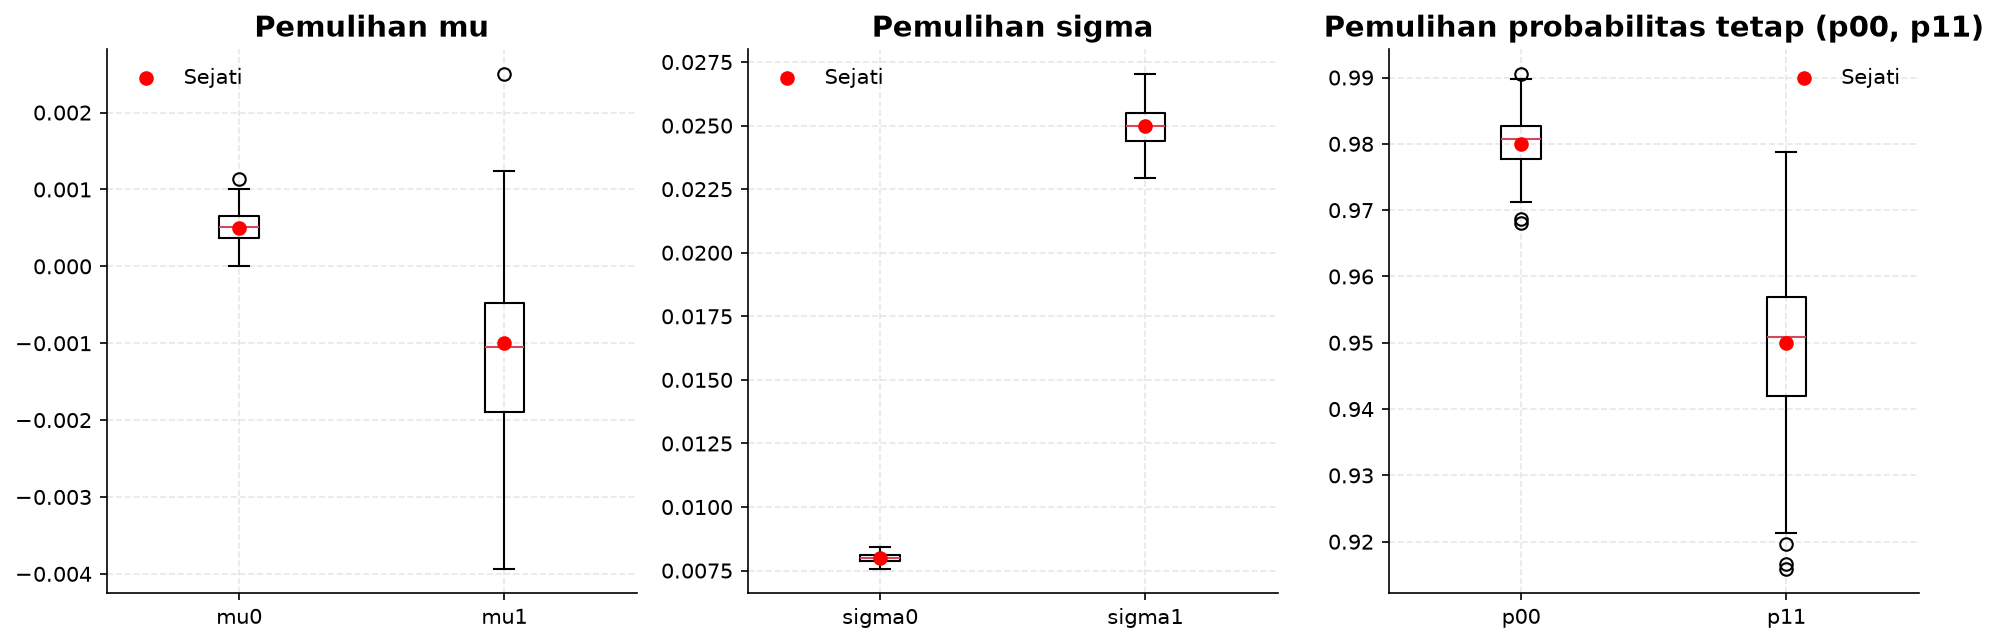 Pemulihan mu
Sejati
0.002
0.001
0.000
−0.001
−0.002
−0.003
−0.004
mu0
mu1
Pemulihan sigma
Sejati
0.0275
0.0250
0.0225
0.0200
0.0175
0.0150
0.0125
0.0100
0.0075
sigma0
sigma1
Pemulihan probabilitas tetap (p00, p11)
Sejati
0.99
0.98
0.97
0.96
0.95
0.94
0.93
0.92
p00
p11